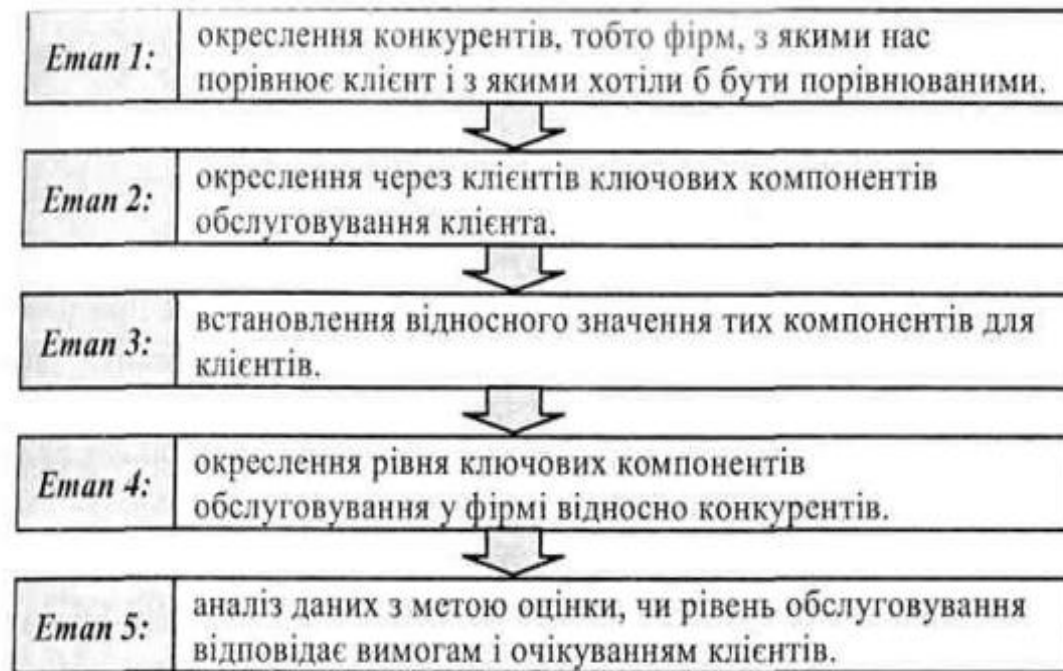 Етап 1:
окреслення конкурентів, тобто фірм, з якими нас
порівнює клієнт і з якими хотіли б бути порівнюваними.
Етап 2:
окреслення через клієнтів ключових компонентів
обслуговування клієнта.
Етап 3:
встановлення відносного значення тих компонентів для
клієнтів.
Етап 4:
окреслення рівня ключових компонентів
обслуговування у фірмі відносно конкурентів.
Етап 5:
аналіз даних з метою оцінки, чи рівень обслуговування
відповідає вимогам і очікуванням клієнтів.